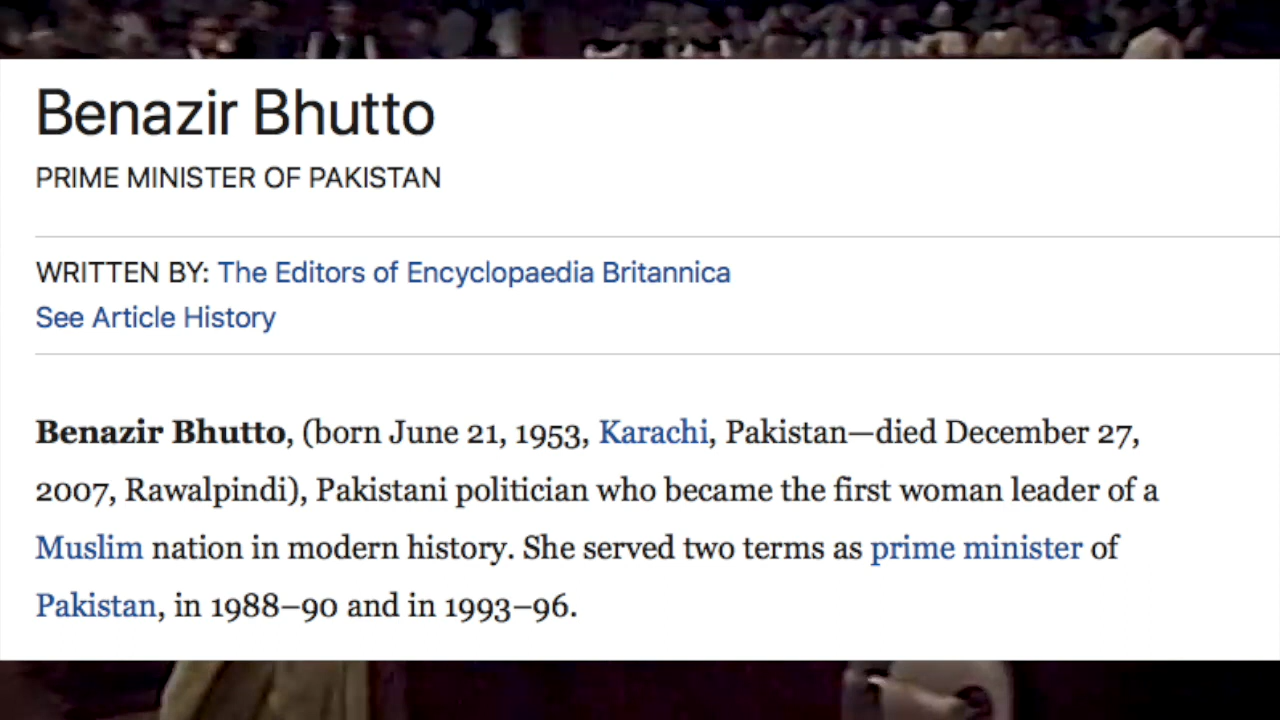 Benazir Bhutto
PRIME MINISTER OF PAKISTAN
WRITTEN BY: The Editors of Encyclopaedia Britannica
See Article History
Benazir Bhutto, (born June 21, 1953, Karachi, Pakistan—died December 27,
2007, Rawalpindi), Pakistani politician who became the first woman leader of a
Muslim nation in modern history. She served two terms as prime minister of
Pakistan, in 1988–90 and in 1993–96.